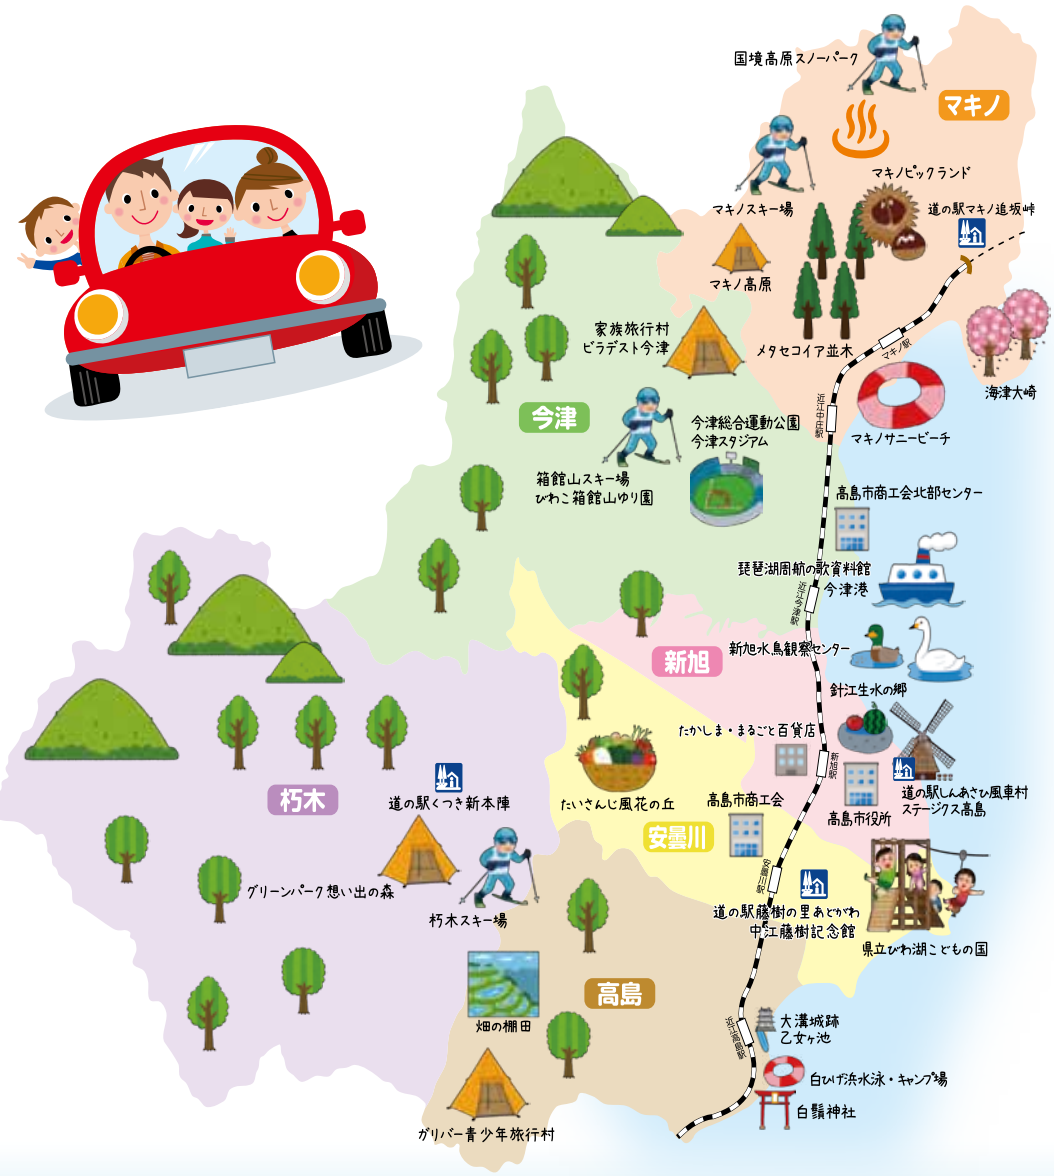 国境高原スノーパーク
マキノ
マキノピックランド
マキノスキー場
道の駅マキノ追坂峠
マキノ高原
家族旅行村
ビラデスト今津
メタセコイア並木
マキノ駅
海津大崎
近江中庄駅
今津
今津総合運動公園
今津スタジアム
マキノサニービーチ
箱館山スキー場
びわこ箱館山ゆり園
高島市商工会北部センター
琵琶湖周航の歌資料館
今津港
近江今津駅
新旭
新旭水鳥観察センター
針江生水の郷
たかしま・まるごと百貨店
新旭駅
道の駅しんあさひ風車村
ステージクス高島
高島市役所
朽木
道の駅くつき新本陣
たいさんじ風花の丘
高島市商工会
安曇川
安曇川駅
グリーンパーク想い出の森
朽木スキー場
道の駅藤樹の里あどがわ
中江藤樹記念館
県立びわ湖こどもの国
高島
畑の棚田
近江高島駅
大溝城跡
乙女ヶ池
白ひげ浜水泳・キャンプ場
白鬚神社
ガリバー青少年旅行村